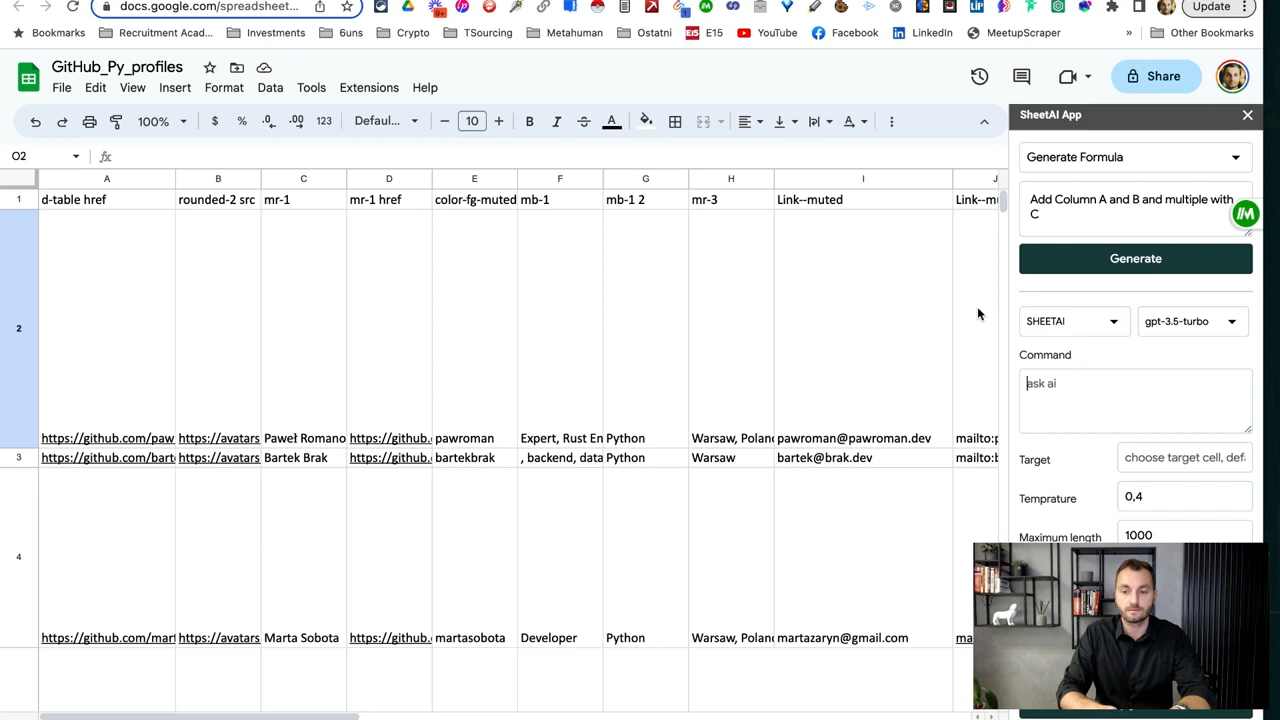 docs.google.com/spreadsheet...
9+
1
Update
Bookmarks
Recruitment Acad...
Investments
6uns
Crypto
TSourcing
Metahuman
Ostatni
E15
YouTube
Facebook
LinkedIn
MeetupScraper
»
Other Bookmarks
GitHub_Py_profiles
File Edit View Insert Format Data Tools Extensions Help
Share
100% $ % .0 .00 123 Defaul... − 10 + B I A
SheetAI App
O2
fx
Generate Formula
Add Column A and B and multiple with
C
Generate
A B C D E F G H I J
1 d-table href rounded-2 src mr-1 mr-1 href color-fg-muted mb-1 mb-1 2 mr-3 Link--muted Link--mu
2 https://github.com/paw https://avatars Paweł Romano https://github. pawroman Expert, Rust En Python Warsaw, Poland pawroman@pawroman.dev mailto:p
3 https://github.com/bart https://avatars Bartek Brak https://github. bartekbrak , backend, data Python Warsaw bartek@brak.dev mailto:b
4 https://github.com/mart https://avatars Marta Sobota https://github. martasobota Developer Python Warsaw, Poland martazaryn@gmail.com ma
SHEETAI
gpt-3.5-turbo
Command
ask ai
Target
choose target cell, defa
Temprature
0,4
Maximum length
1000